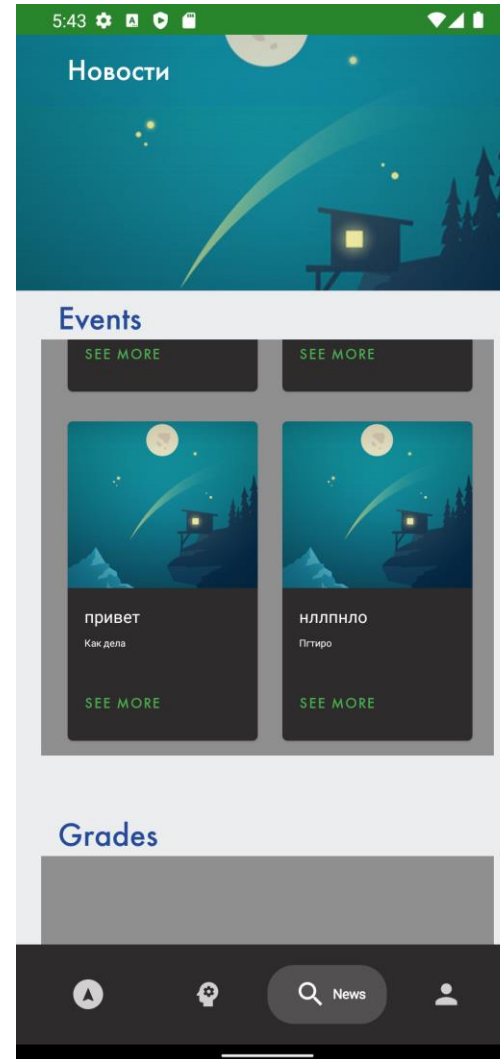 5:43
Новости
Events
SEE MORE SEE MORE
привет нллпнло
Как дела Пгтиро
SEE MORE SEE MORE
Grades
News